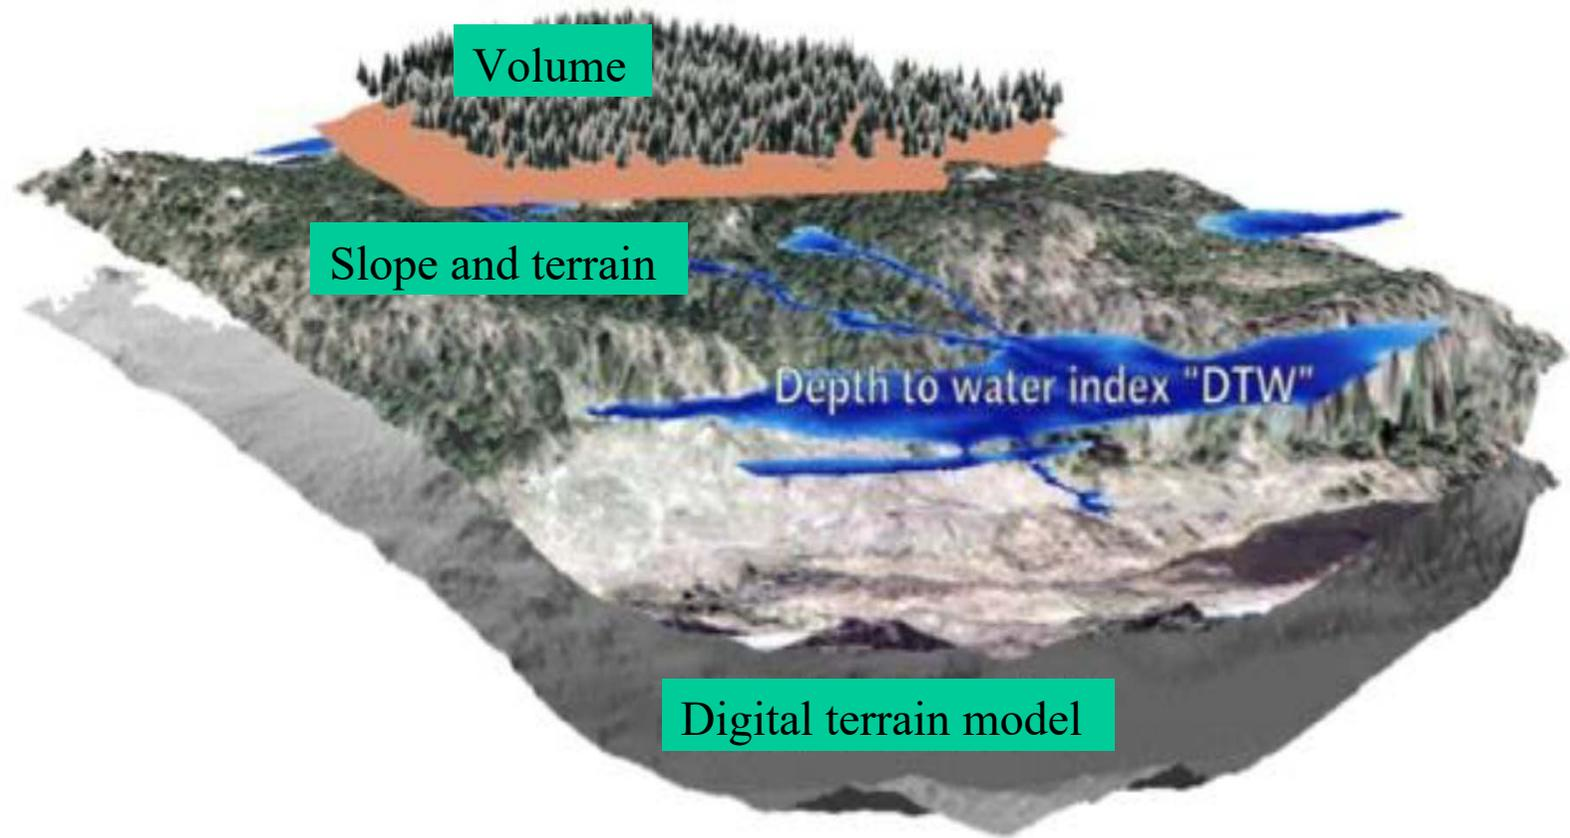 Volume
Slope and terrain
Depth to water index “DTW”
Digital terrain model